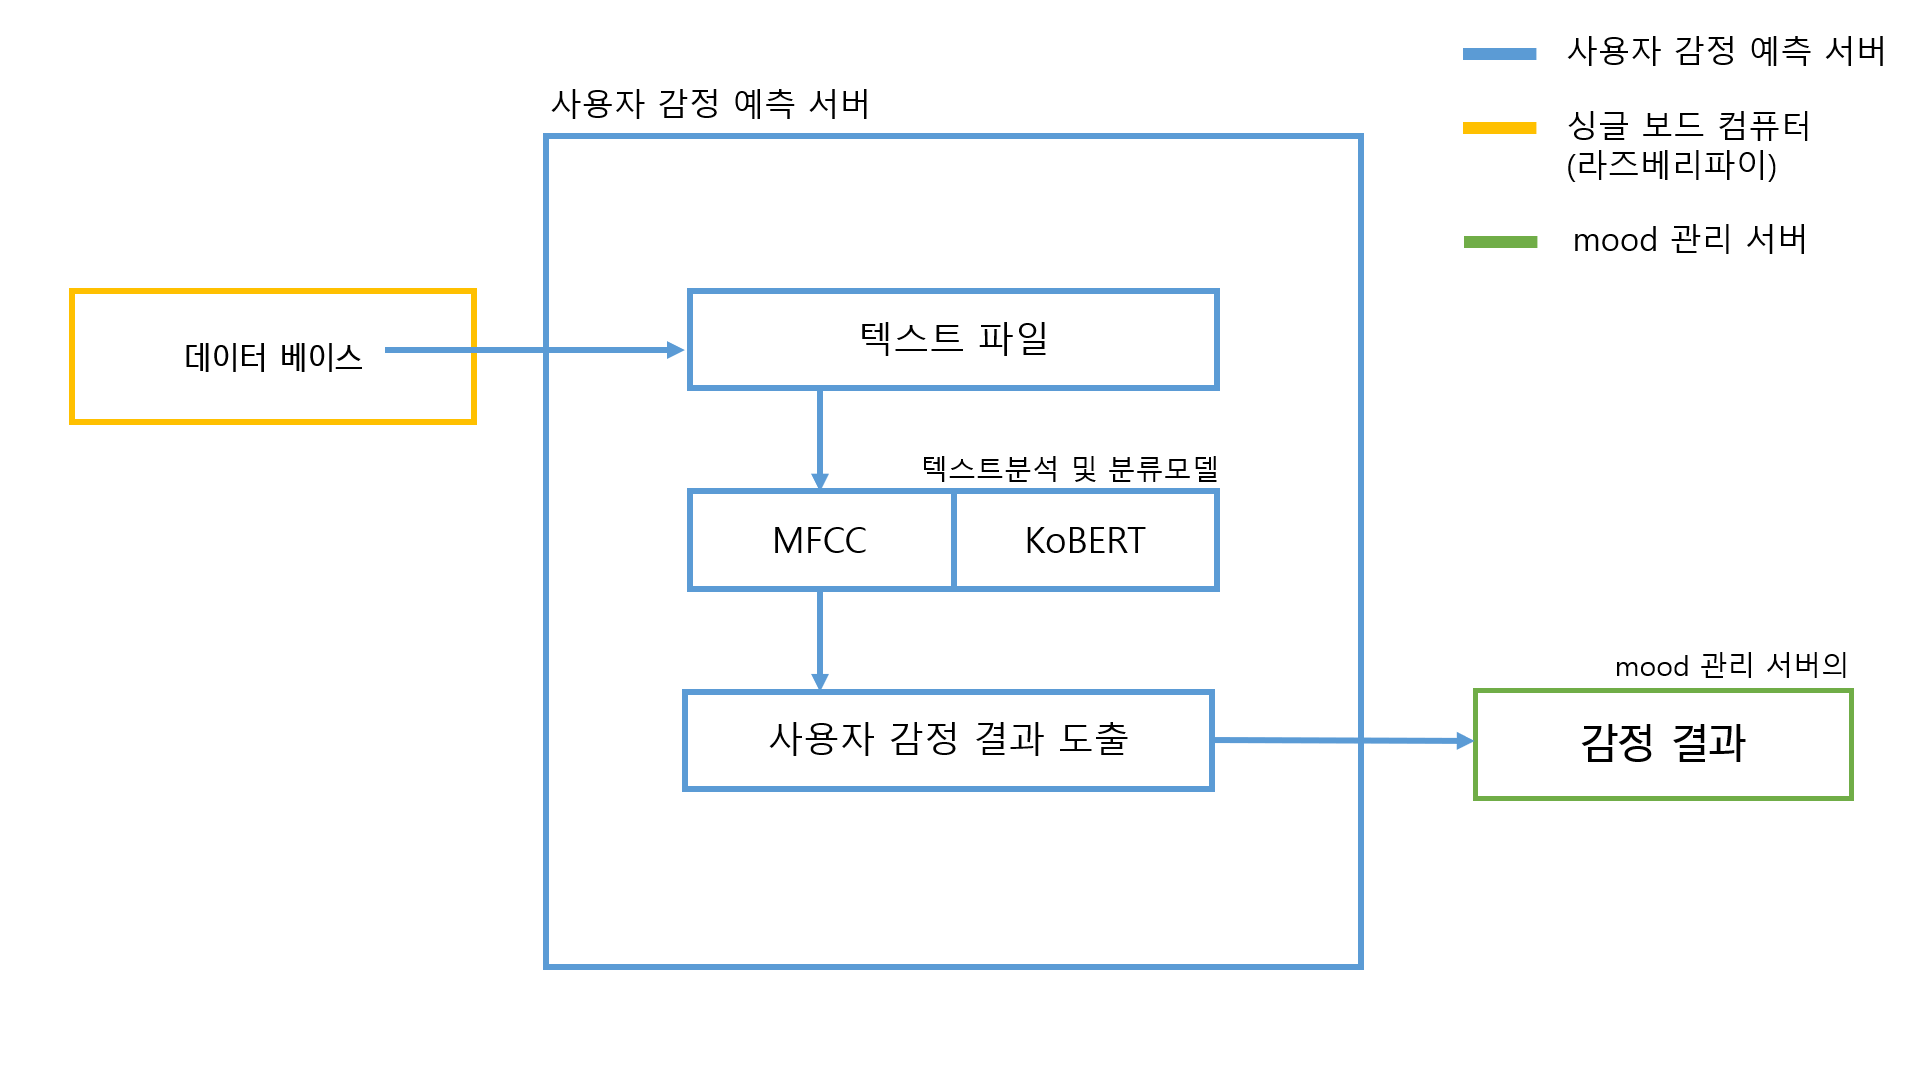 사용자 감정 예측 서버
싱글 보드 컴퓨터
(라즈베리파이)
mood 관리 서버
사용자 감정 예측 서버
데이터 베이스
텍스트 파일
텍스트분석 및 분류모델
MFCC
KoBERT
사용자 감정 결과 도출
mood 관리 서버의
감정 결과